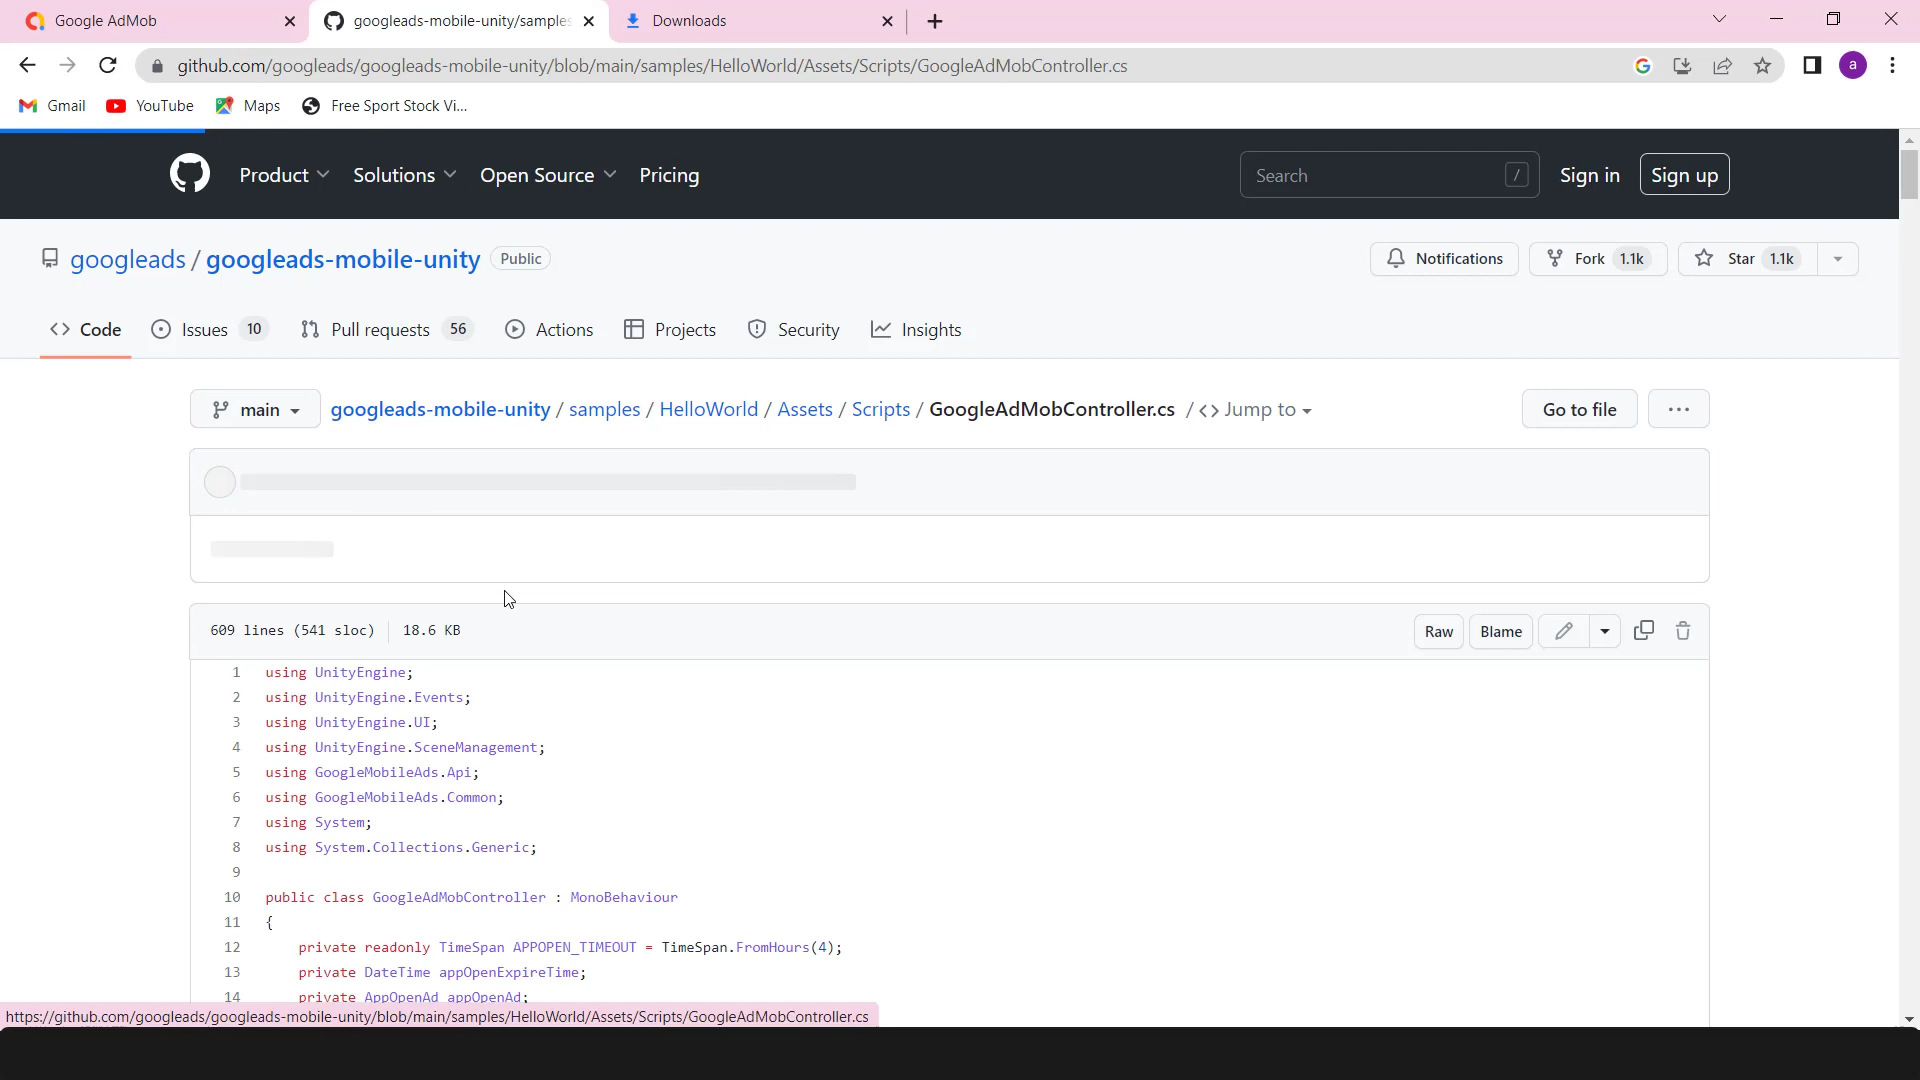 Google AdMob
googleads-mobile-unity/samples
Downloads
github.com/googleads/googleads-mobile-unity/blob/main/samples/HelloWorld/Assets/Scripts/GoogleAdMobController.cs
a
Gmail YouTube Maps Free Sport Stock Vi...
Product Solutions Open Source Pricing Search / Sign in Sign up
googleads / googleads-mobile-unity Public Notifications Fork 1.1k Star 1.1k
Code Issues 10 Pull requests 56 Actions Projects Security Insights
main googleads-mobile-unity / samples / HelloWorld / Assets / Scripts / GoogleAdMobController.cs / <> Jump to Go to file ...
609 lines (541 sloc) 18.6 KB Raw Blame
1 using UnityEngine;
2 using UnityEngine.Events;
3 using UnityEngine.UI;
4 using UnityEngine.SceneManagement;
5 using GoogleMobileAds.Api;
6 using GoogleMobileAds.Common;
7 using System;
8 using System.Collections.Generic;
9
10 public class GoogleAdMobController : MonoBehaviour
11 {
12 private readonly TimeSpan APPOPEN_TIMEOUT = TimeSpan.FromHours(4);
13 private DateTime appOpenExpireTime;
14 private AppOpenAd appOpenAd;
https://github.com/googleads/googleads-mobile-unity/blob/main/samples/HelloWorld/Assets/Scripts/GoogleAdMobController.cs